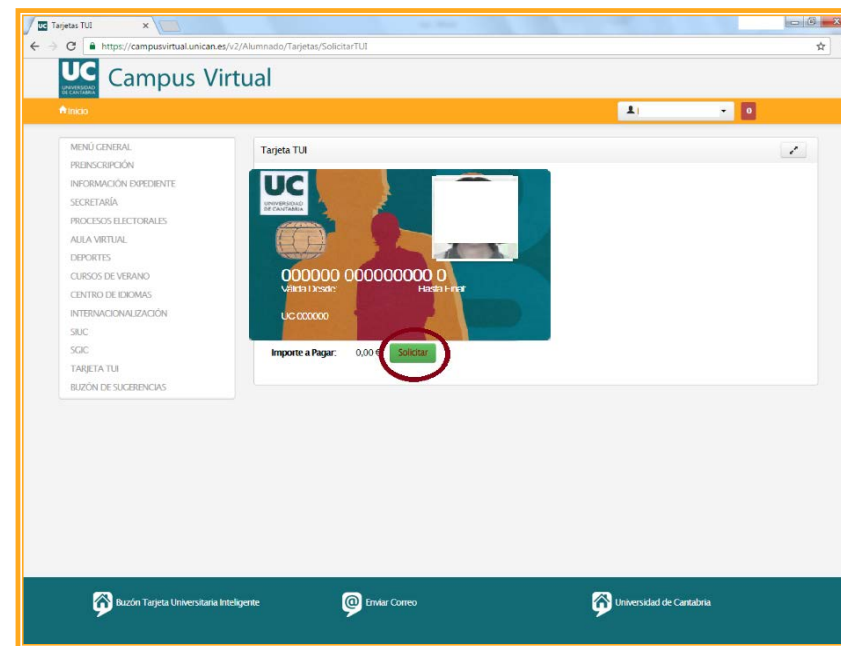 Tarjetas TUI
https://campusvirtual.unican.es/v2/Alumnado/Tarjetas/SolicitarTUI
UC
UNIVERSIDAD
DE CANTABRIA
Campus Virtual
Inicio
0
MENÚ GENERAL
PREINSCRIPCIÓN
INFORMACIÓN EXPEDIENTE
SECRETARÍA
PROCESOS ELECTORALES
AULA VIRTUAL
DEPORTES
CURSOS DE VERANO
CENTRO DE IDIOMAS
INTERNACIONALIZACIÓN
SIUC
SGIC
TARJETA TUI
BUZÓN DE SUGERENCIAS
Tarjeta TUI
UC
UNIVERSIDAD
DE CANTABRIA
000000 000000000 0
Válida Desde: Hasta Final
UC 000000
Importe a Pagar: 0,00 € Solicitar
Buzón Tarjeta Universitaria Inteligente
Enviar Correo
Universidad de Cantabria